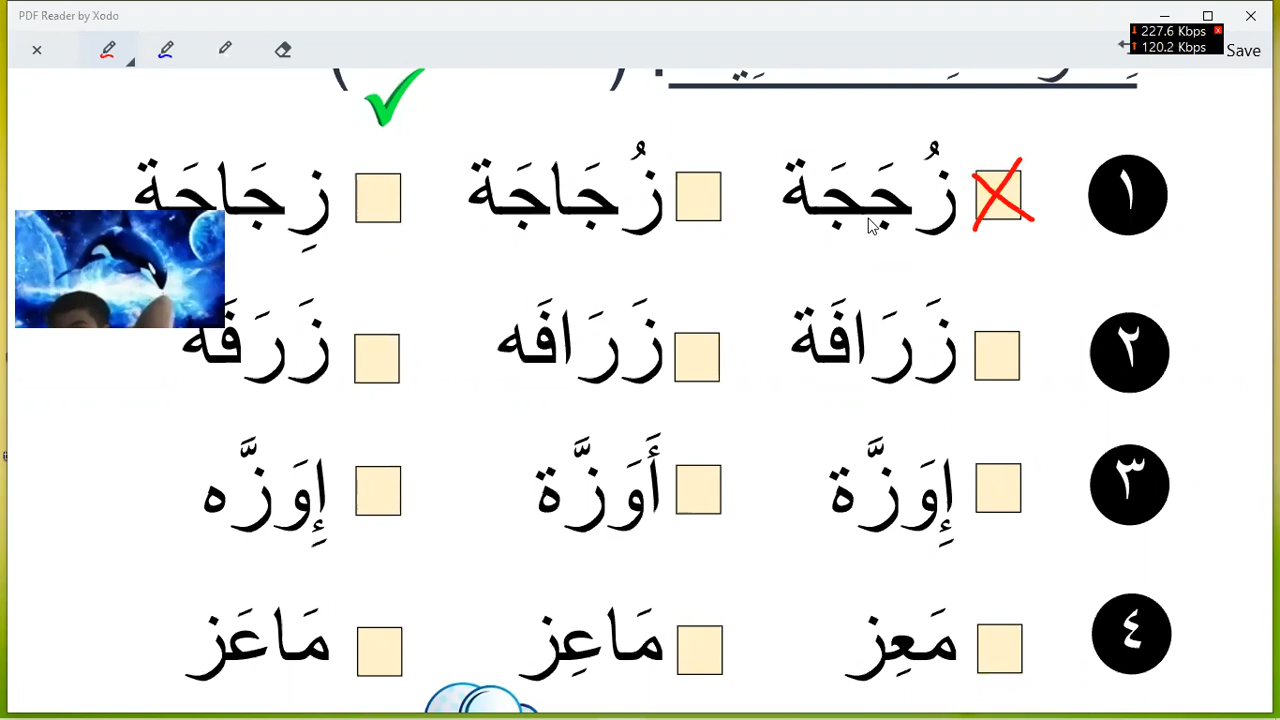 PDF Reader by Xodo
227.6 Kbps
120.2 Kbps
Save
١ زُجَجَة زُجَاجَة زِجَاجَة
٢ زَرَافَة زَرَافَه زَرَفَه
٣ إِوَزَّة أَوَزَّة إِوَزَّه
٤ مَعِز مَاعِز مَاعَز